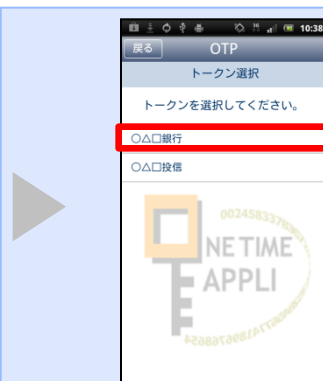 10:38
戻る OTP
トークン選択
トークンを選択してください。
○△□銀行
○△□投信
NE TIME
APPLI